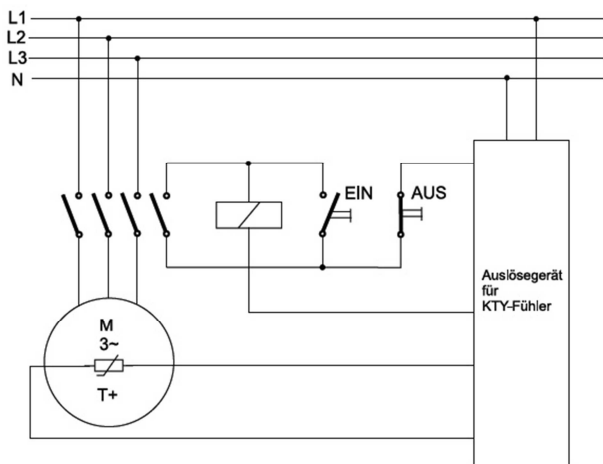 L1
L2
L3
N
EIN
AUS
Auslösegerät
für
KTY-Fühler
M
3~
T+